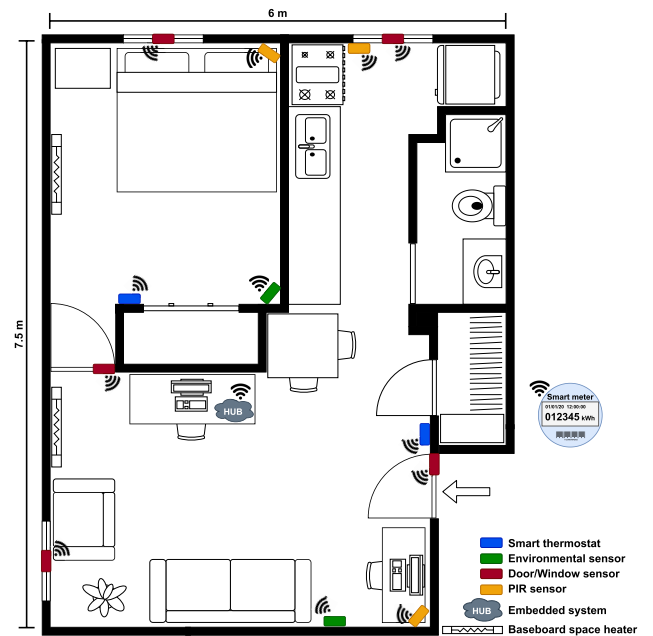 6 m
7.5 m
HUB
Smart meter
01/01/20 12:00:00
012345 kWh
Smart thermostat
Environmental sensor
Door/Window sensor
PIR sensor
HUB Embedded system
Baseboard space heater